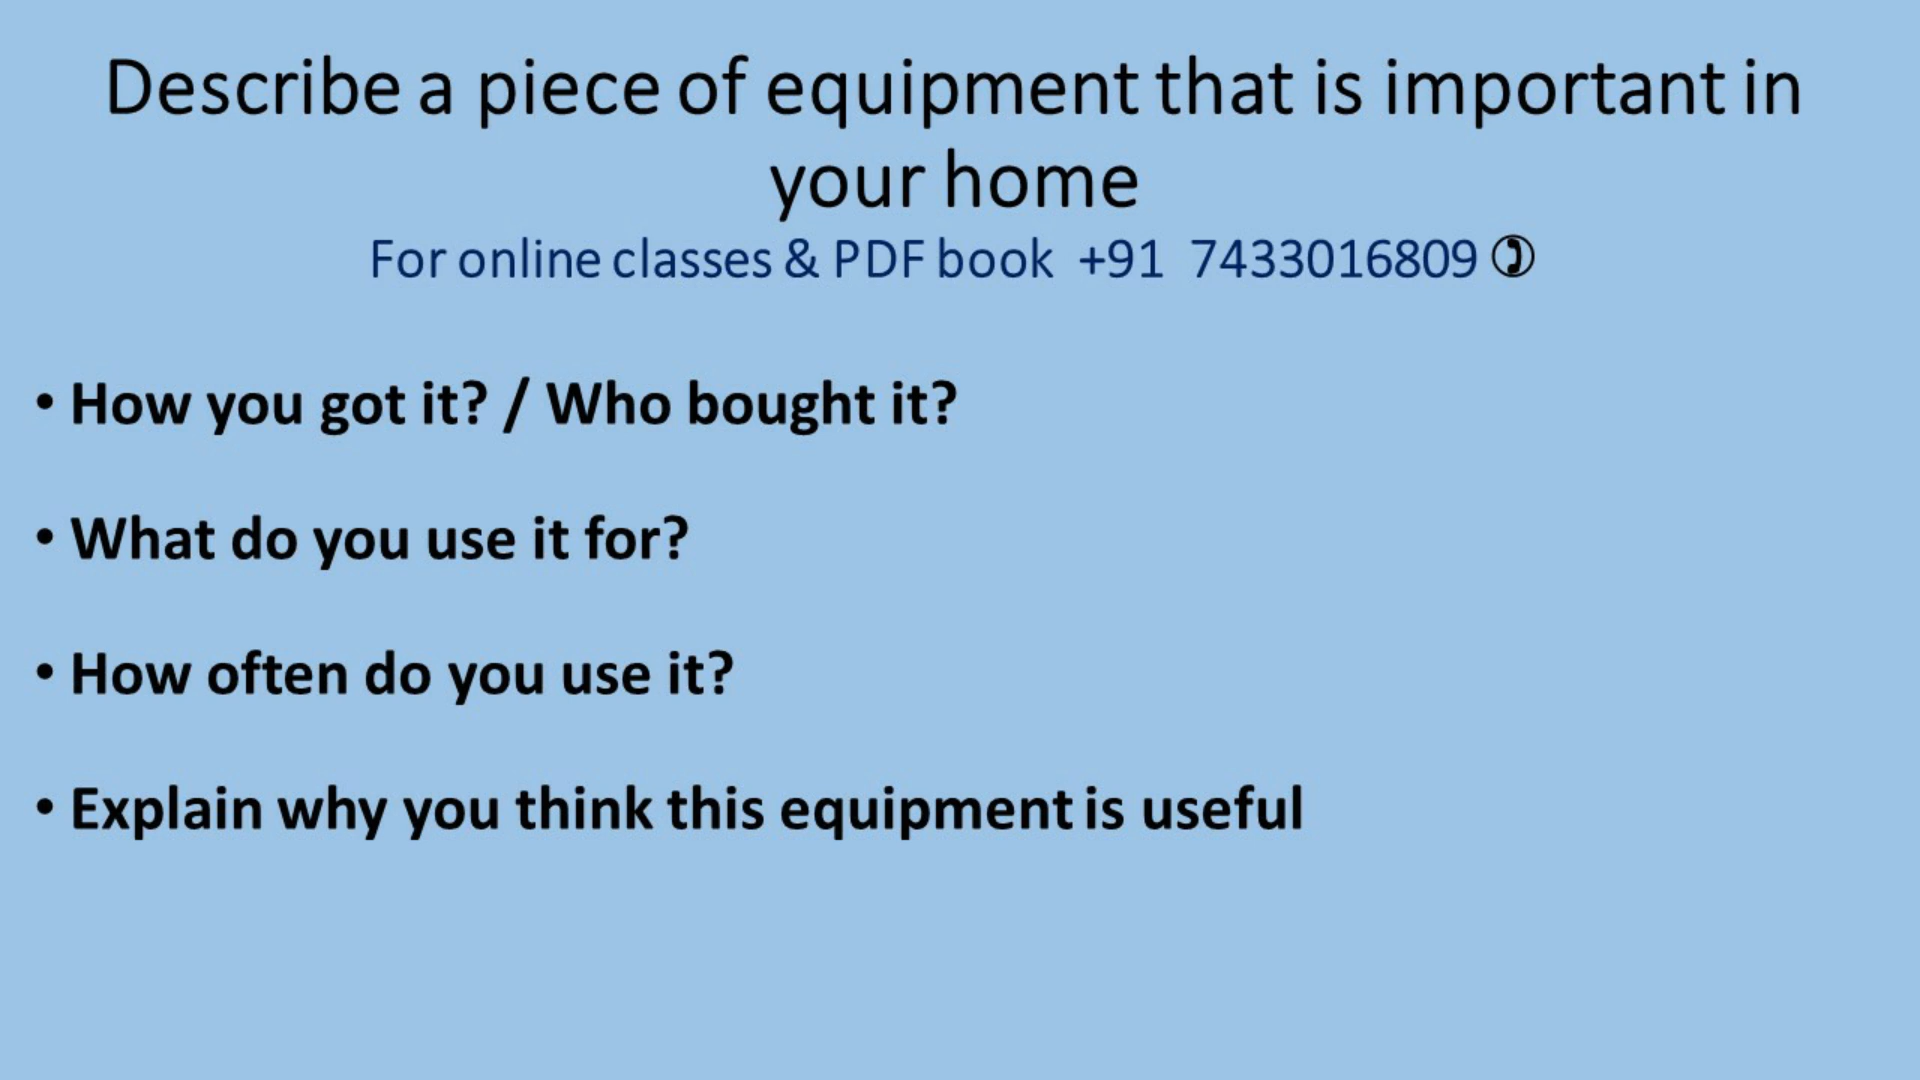 Describe a piece of equipment that is important in
your home
For online classes & PDF book +91 7433016809 ✆
• How you got it? / Who bought it?
• What do you use it for?
• How often do you use it?
• Explain why you think this equipment is useful